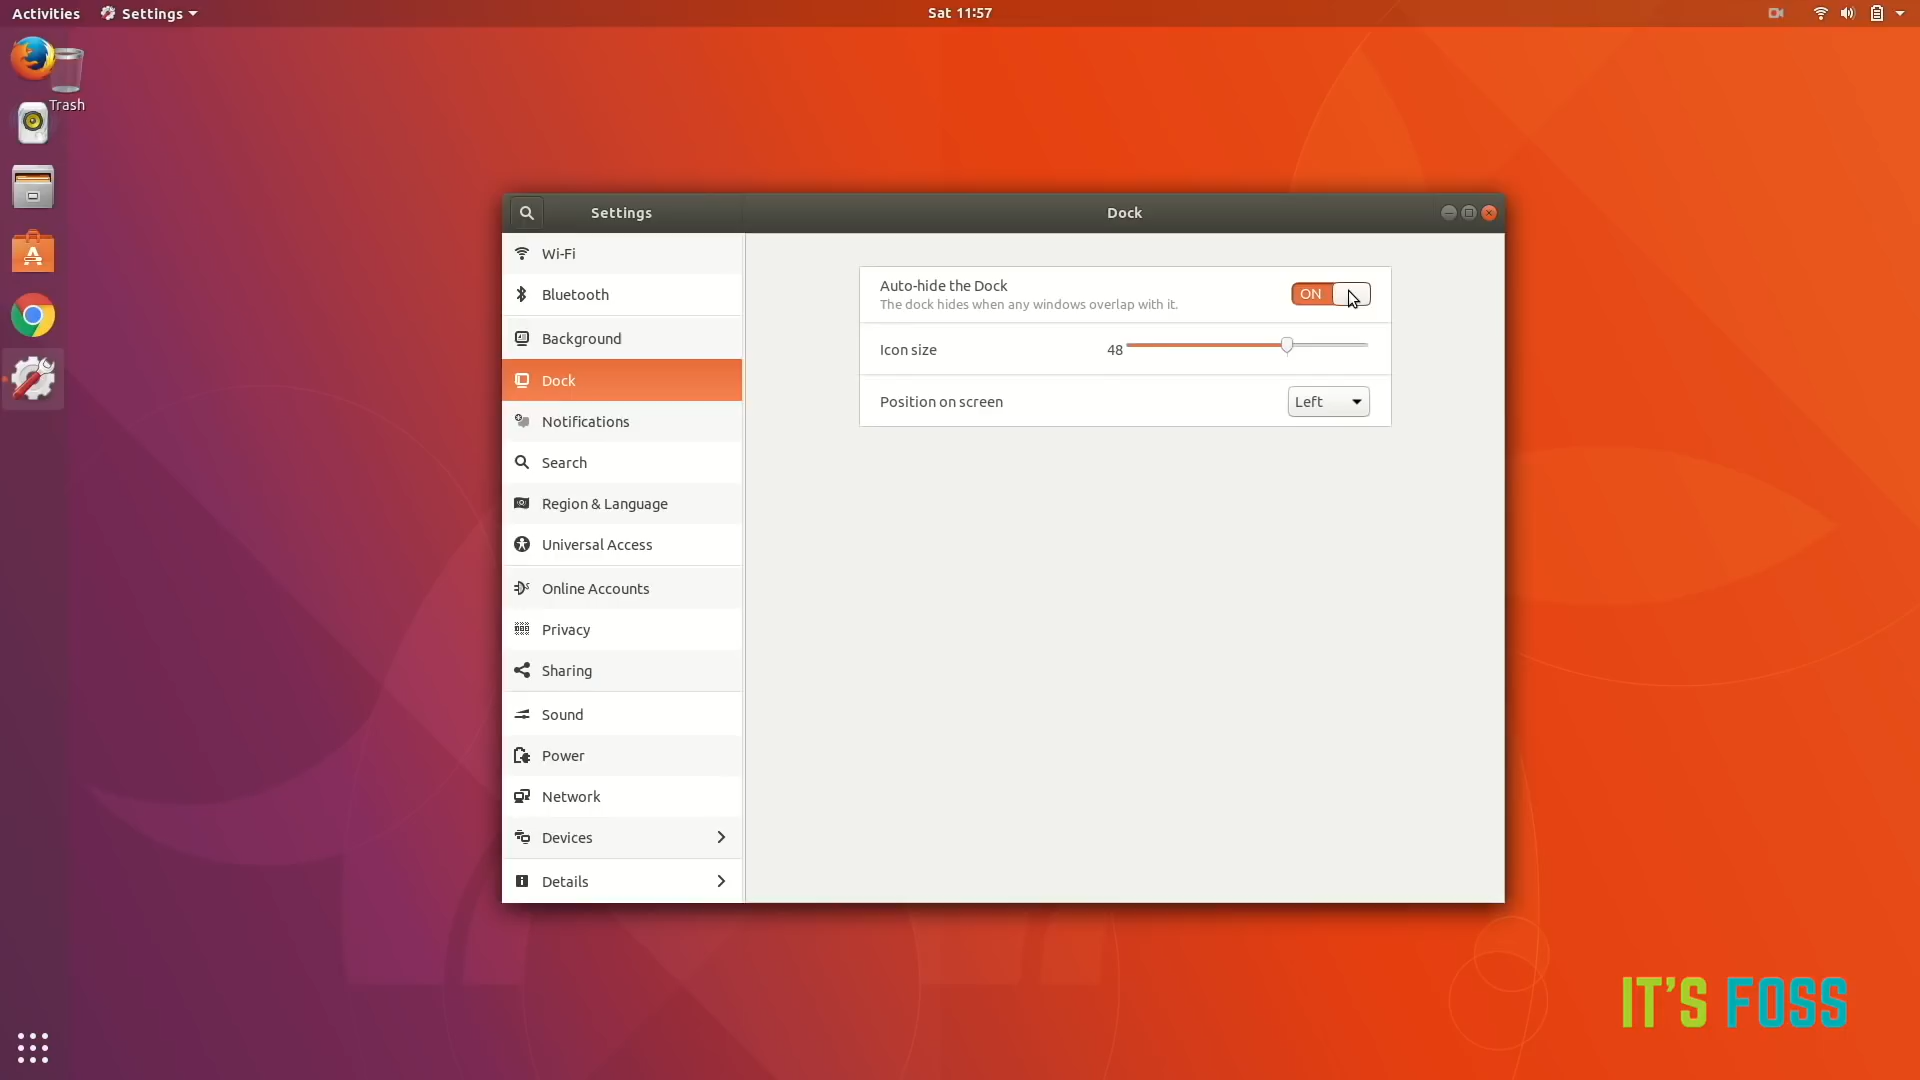 Activities
Settings
Sat 11:57
Trash
Settings
Dock
Wi-Fi
Bluetooth
Background
Dock
Notifications
Search
Region & Language
Universal Access
Online Accounts
Privacy
Sharing
Sound
Power
Network
Devices
Details
Auto-hide the Dock
ON
The dock hides when any windows overlap with it.
Icon size
48
Position on screen
Left
IT'S FOSS